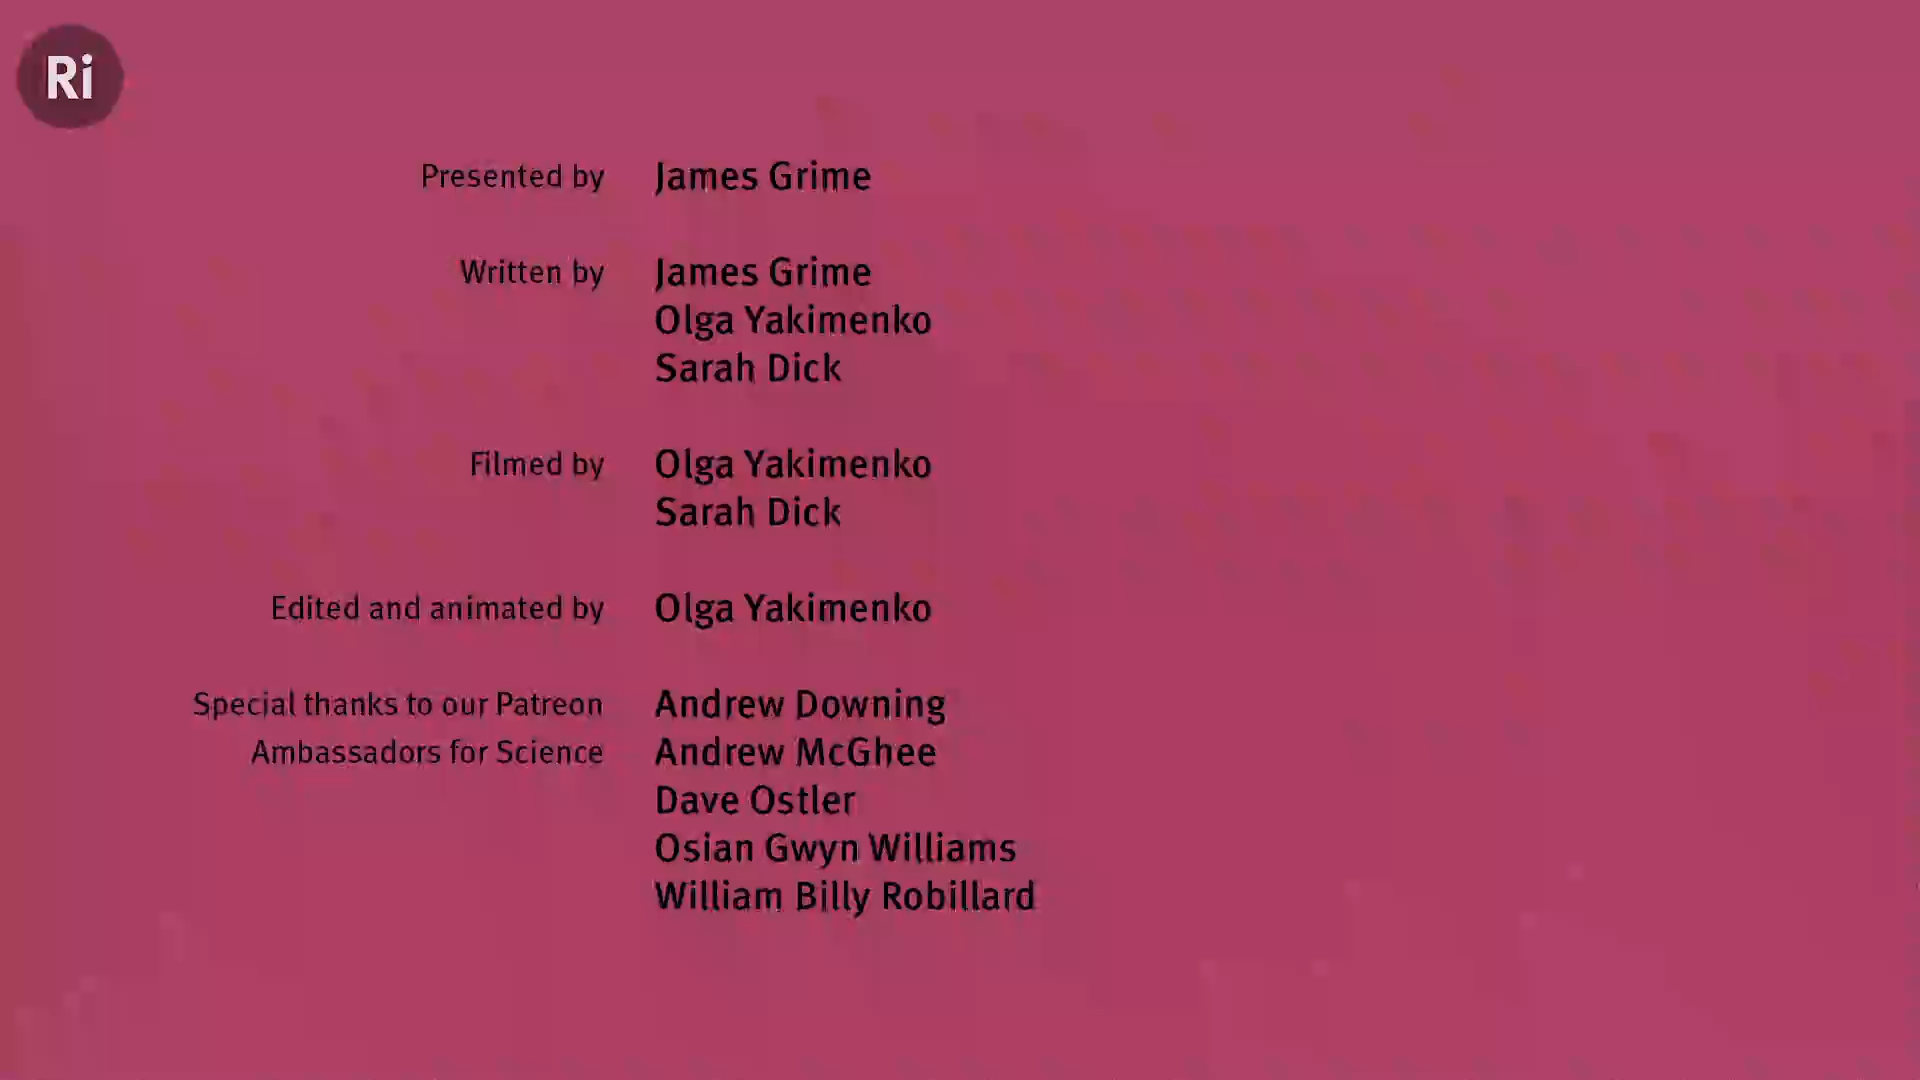 Ri
Presented by James Grime
Written by James Grime
Olga Yakimenko
Sarah Dick
Filmed by Olga Yakimenko
Sarah Dick
Edited and animated by Olga Yakimenko
Special thanks to our Patreon Andrew Downing
Ambassadors for Science Andrew McGhee
Dave Ostler
Osian Gwyn Williams
William Billy Robillard